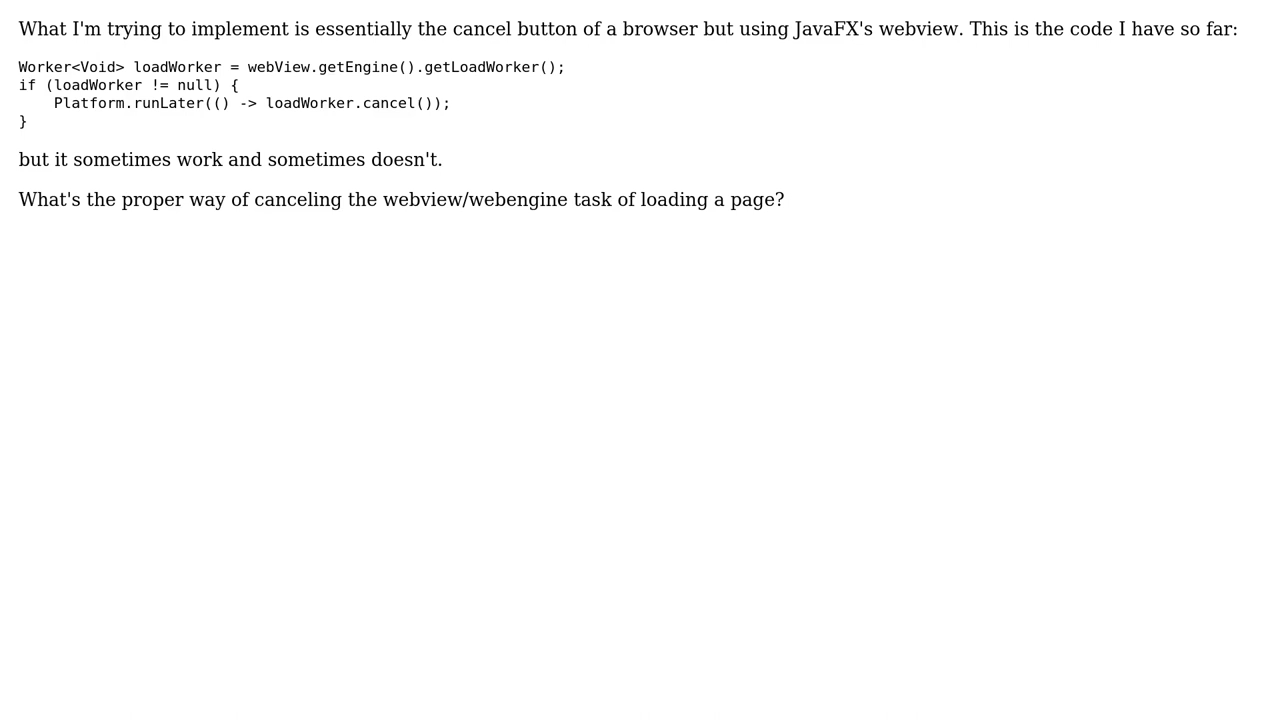 What I'm trying to implement is essentially the cancel button of a browser but using JavaFX's webview. This is the code I have so far:
Worker<Void> loadWorker = webView.getEngine().getLoadWorker();
if (loadWorker != null) {
    Platform.runLater(() -> loadWorker.cancel());
}
but it sometimes work and sometimes doesn't.
What's the proper way of canceling the webview/webengine task of loading a page?